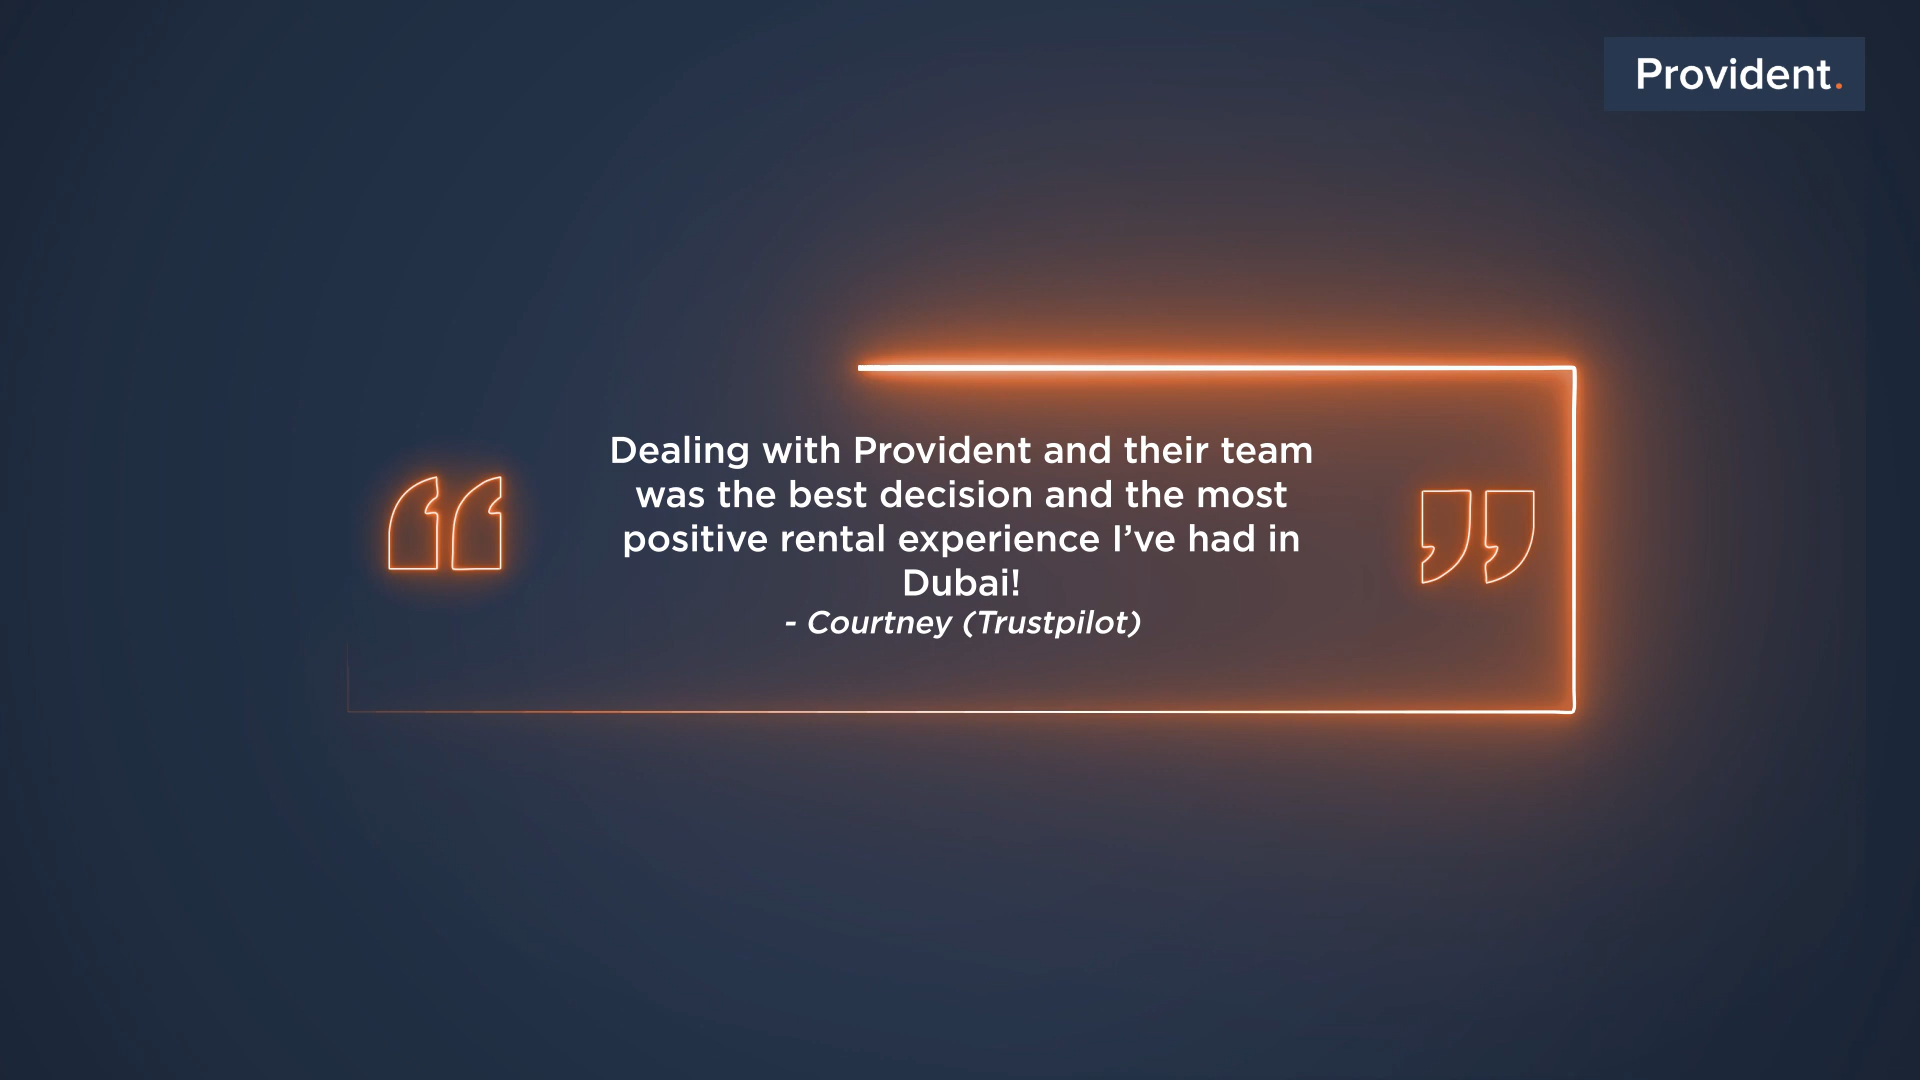 Provident.
Dealing with Provident and their team
was the best decision and the most
positive rental experience I’ve had in
Dubai!
- Courtney (Trustpilot)